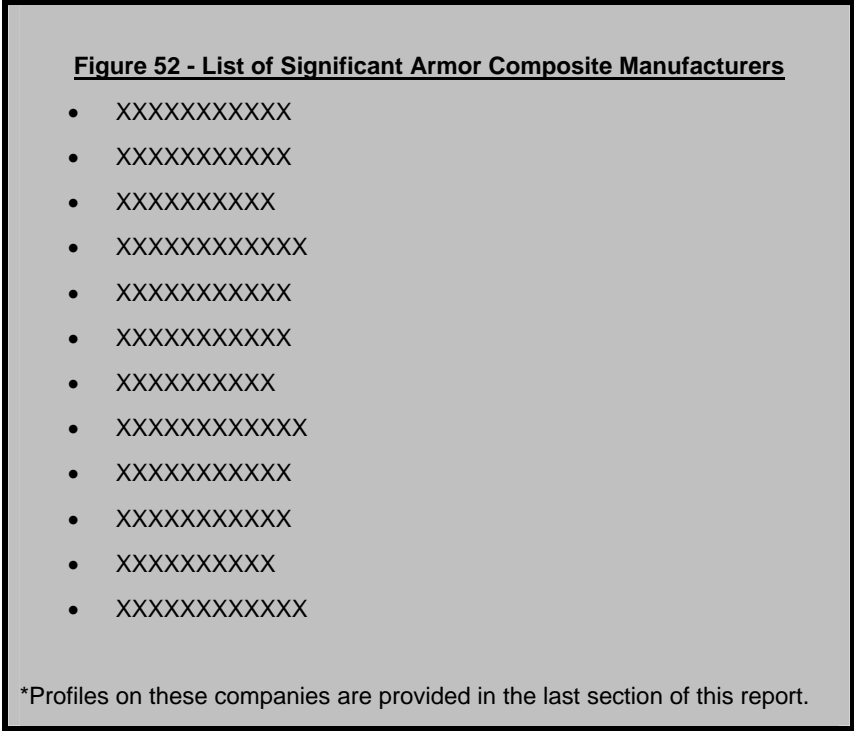 Figure 52 - List of Significant Armor Composite Manufacturers
• XXXXXXXXXXX
• XXXXXXXXXXX
• XXXXXXXXXX
• XXXXXXXXXXXX
• XXXXXXXXXXX
• XXXXXXXXXXX
• XXXXXXXXXX
• XXXXXXXXXXXX
• XXXXXXXXXXX
• XXXXXXXXXXX
• XXXXXXXXXX
• XXXXXXXXXXXX
*Profiles on these companies are provided in the last section of this report.